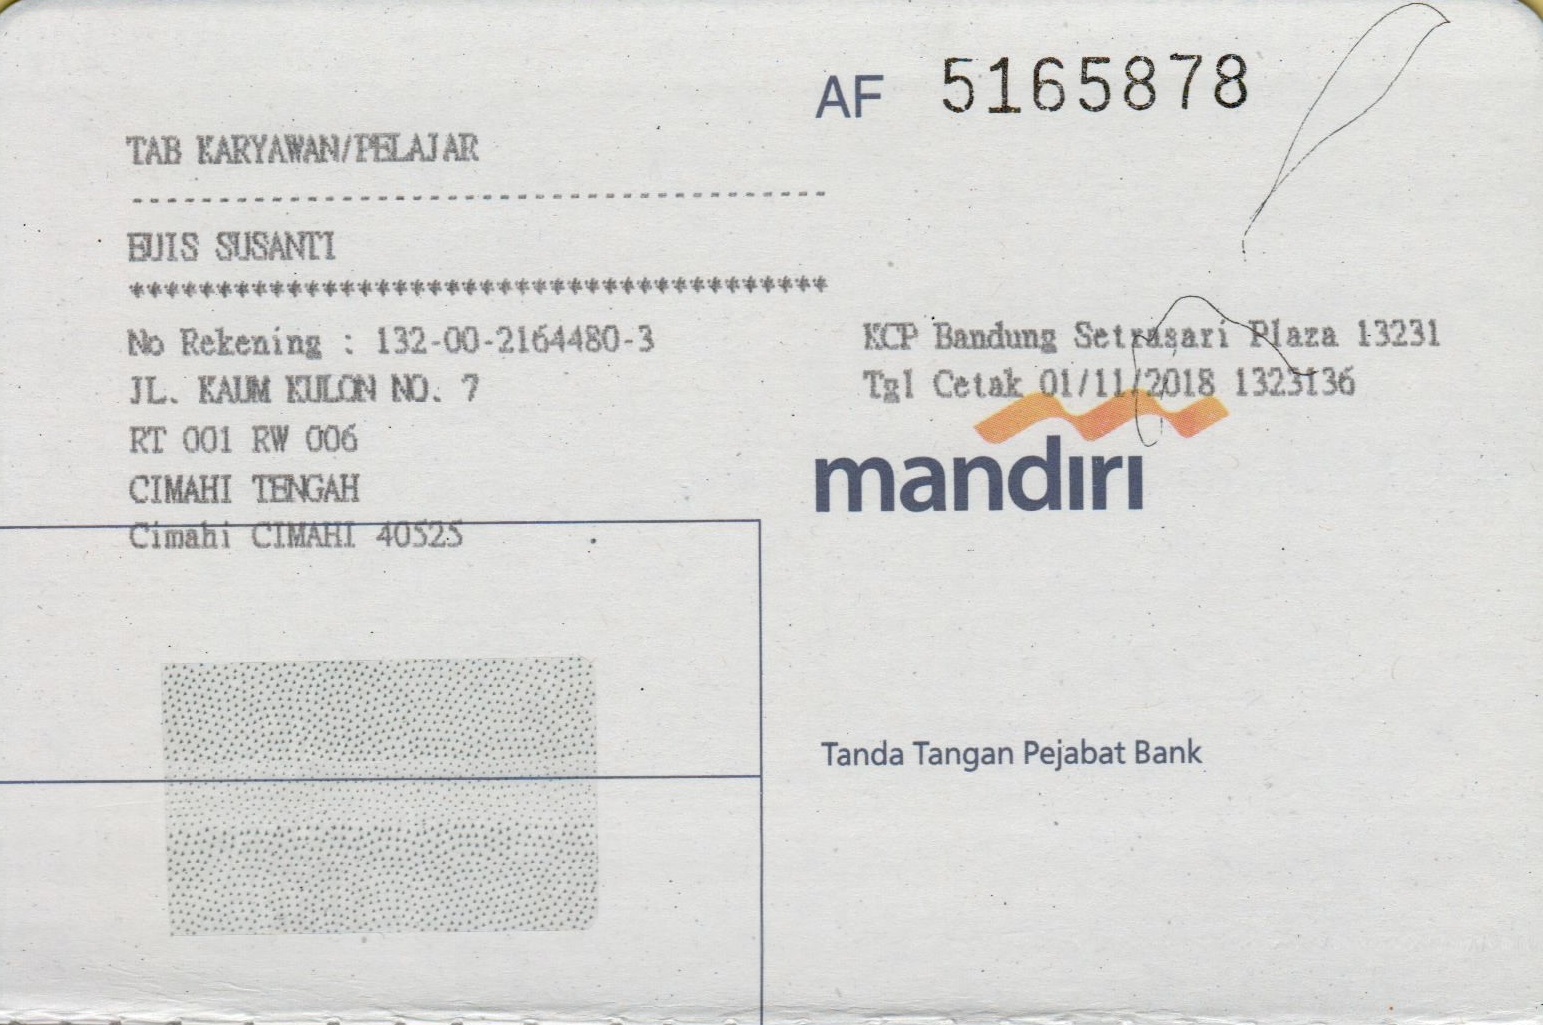 AF 5165878
TAB KARYAWAN/PELAJAR
---------------------------------------
EUIS SUSANTI
***************************************
No Rekening : 132-00-2164480-3
JL. KAUM KULON NO. 7
RT 001 RW 006
CIMAHI TENGAH
Cimahi CIMAHI 40525
KCP Bandung Setrasari Plaza 13231
Tgl Cetak 01/11/2018 1323136
mandırı
Tanda Tangan Pejabat Bank